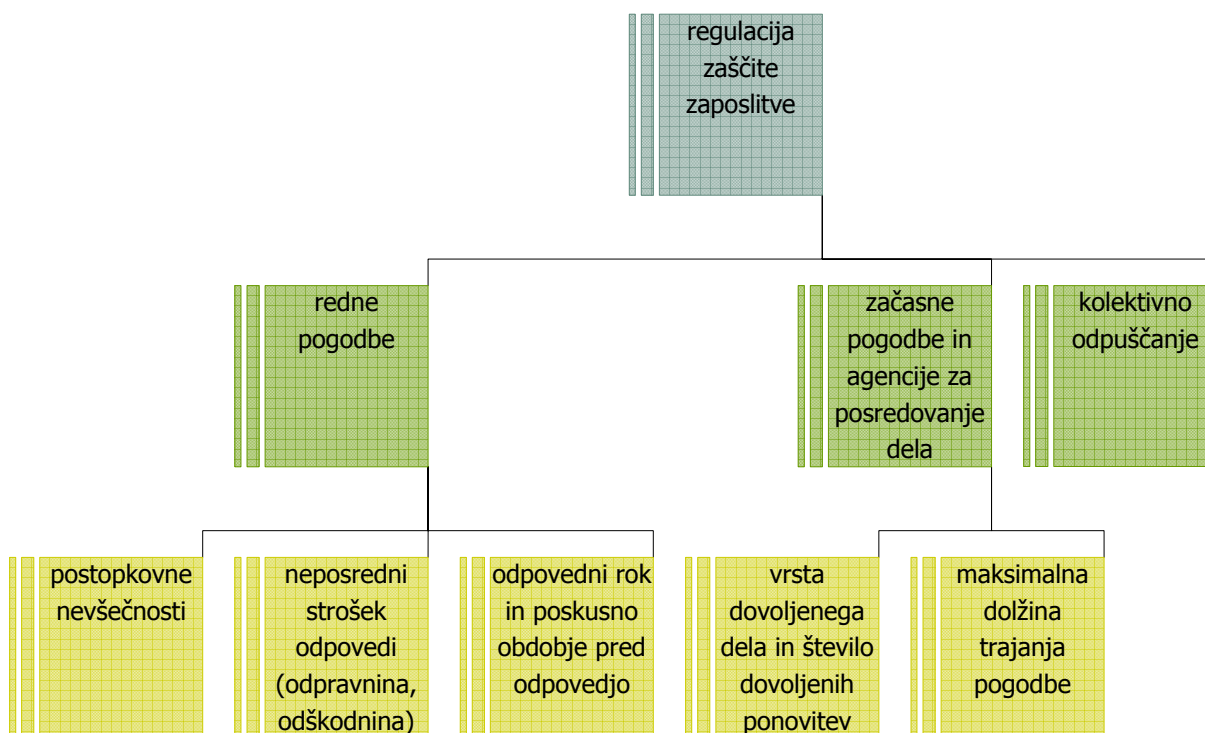 regulacija
zaščite
zaposlitve
redne
pogodbe
začasne
pogodbe in
agencije za
posredovanje
dela
kolektivno
odpuščanje
postopkovne
nevšečnosti
neposredni
strošek
odpovedi
(odpravnina,
odškodnina)
odpovedni rok
in poskusno
obdobje pred
odpovedjo
vrsta
dovoljenega
dela in število
dovoljenih
ponovitev
maksimalna
dolžina
trajanja
pogodbe